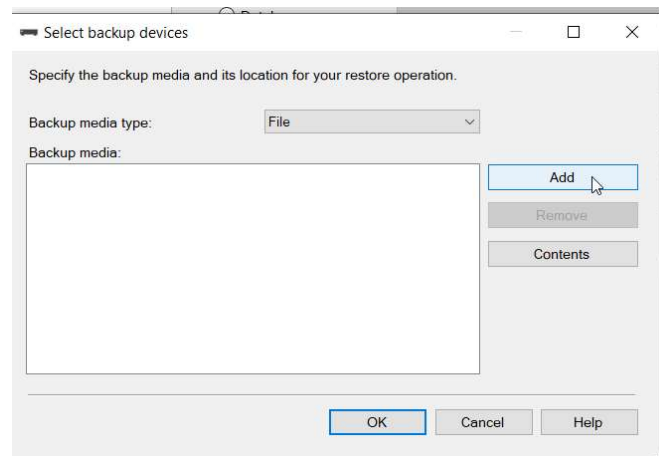 Select backup devices
Specify the backup media and its location for your restore operation.
Backup media type:
File
Backup media:
Add
Remove
Contents
OK
Cancel
Help